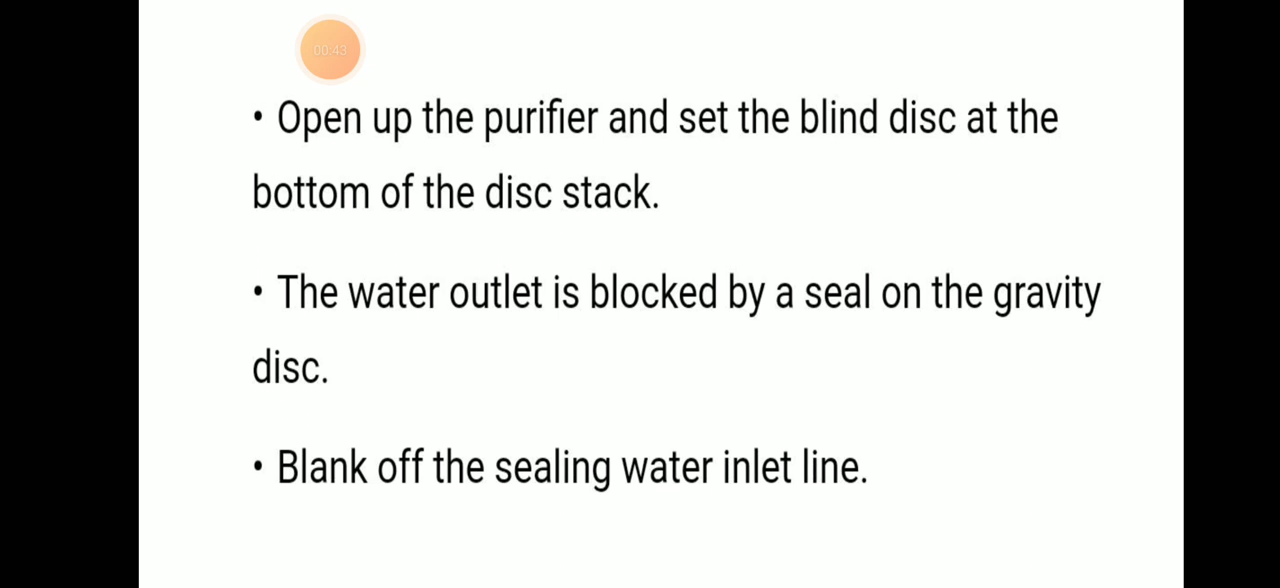 00:43
• Open up the purifier and set the blind disc at the
bottom of the disc stack.
• The water outlet is blocked by a seal on the gravity
disc.
• Blank off the sealing water inlet line.